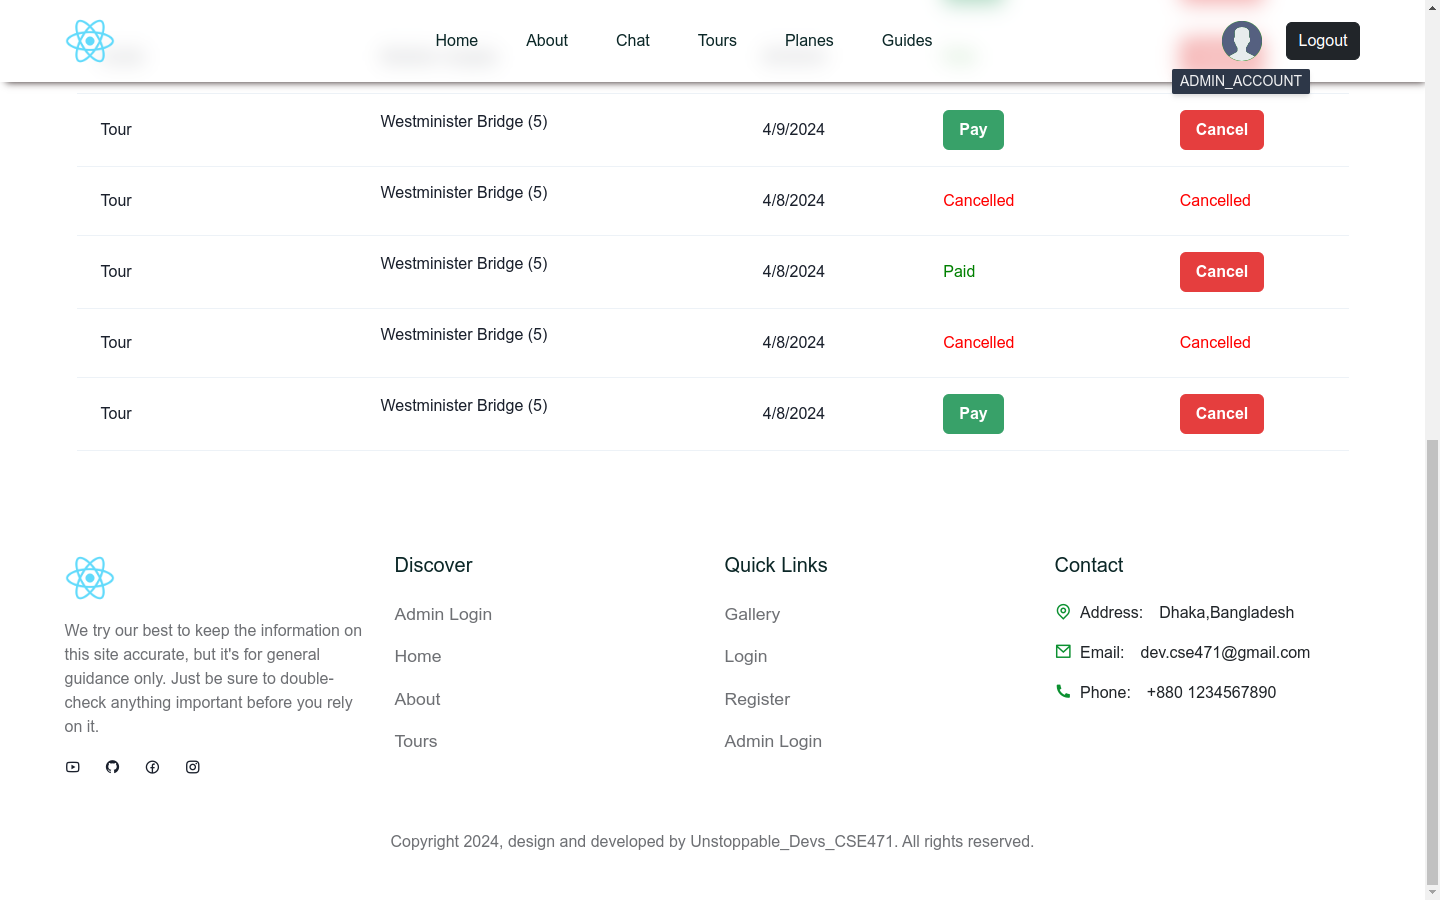 Home About Chat Tours Planes Guides Logout
ADMIN_ACCOUNT
Tour Westminister Bridge (5) 4/9/2024 Pay Cancel
Tour Westminister Bridge (5) 4/8/2024 Cancelled Cancelled
Tour Westminister Bridge (5) 4/8/2024 Paid Cancel
Tour Westminister Bridge (5) 4/8/2024 Cancelled Cancelled
Tour Westminister Bridge (5) 4/8/2024 Pay Cancel
We try our best to keep the information on
this site accurate, but it's for general
guidance only. Just be sure to double-
check anything important before you rely
on it.
Discover
Admin Login
Home
About
Tours
Quick Links
Gallery
Login
Register
Admin Login
Contact
Address: Dhaka,Bangladesh
Email: dev.cse471@gmail.com
Phone: +880 1234567890
Copyright 2024, design and developed by Unstoppable_Devs_CSE471. All rights reserved.